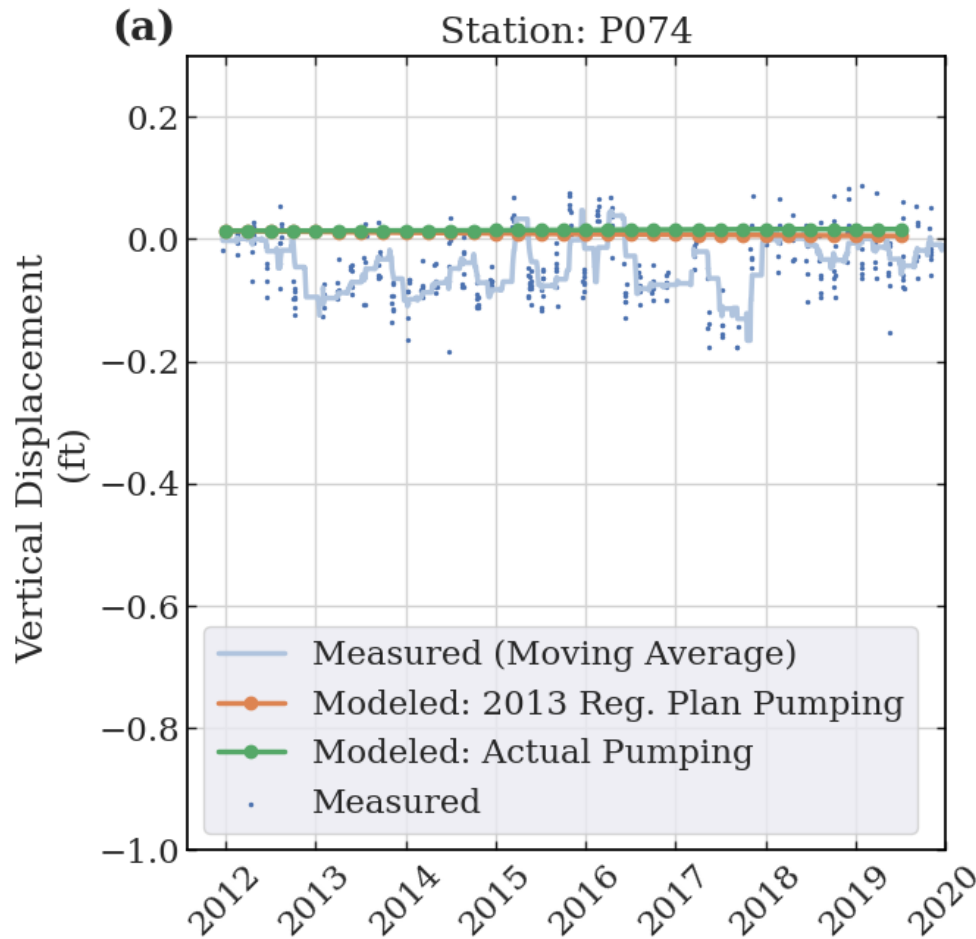 (a)
Station: P074
Vertical Displacement
(ft)
0.2
0.0
−0.2
−0.4
−0.6
−0.8
−1.0
Measured (Moving Average)
Modeled: 2013 Reg. Plan Pumping
Modeled: Actual Pumping
Measured
2012
2013
2014
2015
2016
2017
2018
2019
2020